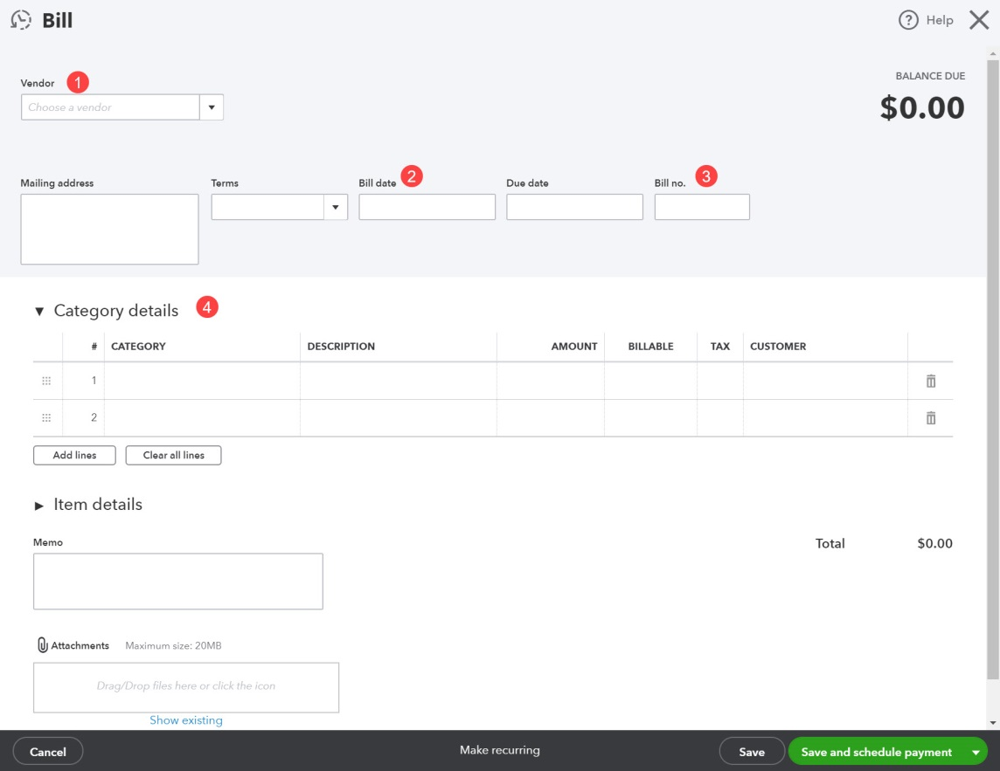 Bill
Help
Vendor 1
BALANCE DUE
Choose a vendor
$0.00
Mailing address Terms Bill date 2 Due date Bill no. 3
Category details 4
# CATEGORY DESCRIPTION AMOUNT BILLABLE TAX CUSTOMER
1
2
Add lines Clear all lines
Item details
Memo
Total $0.00
Attachments Maximum size: 20MB
Drag/Drop files here or click the icon
Show existing
Cancel Make recurring Save Save and schedule payment